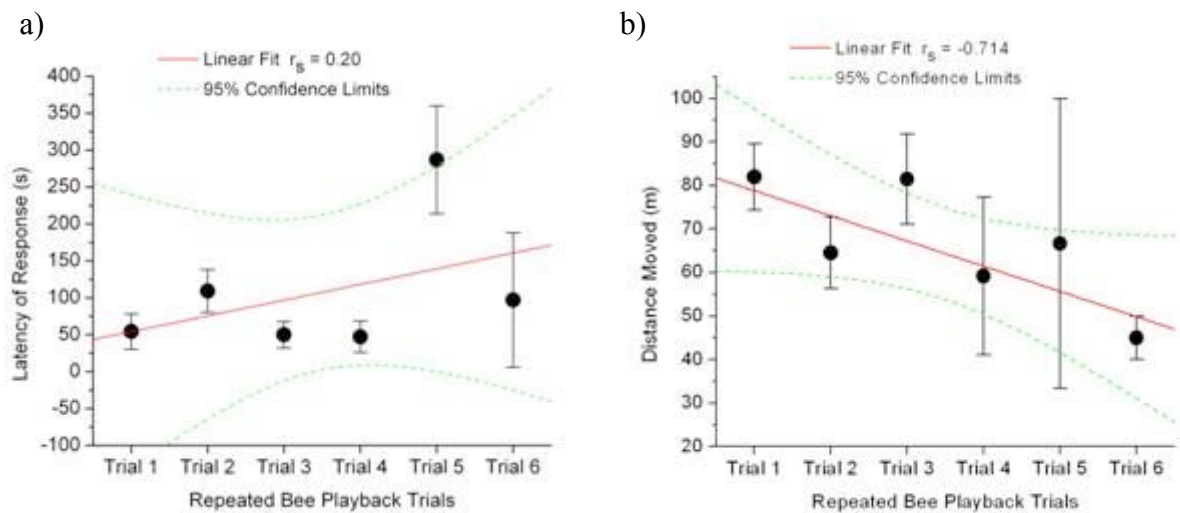 a)
Linear Fit r_s = 0.20
95% Confidence Limits
400
350
300
250
200
150
100
50
0
-50
-100
Latency of Response (s)
Trial 1 Trial 2 Trial 3 Trial 4 Trial 5 Trial 6
Repeated Bee Playback Trials
b)
Linear Fit r_s = -0.714
95% Confidence Limits
100
90
80
70
60
50
40
30
20
Distance Moved (m)
Trial 1 Trial 2 Trial 3 Trial 4 Trial 5 Trial 6
Repeated Bee Playback Trials